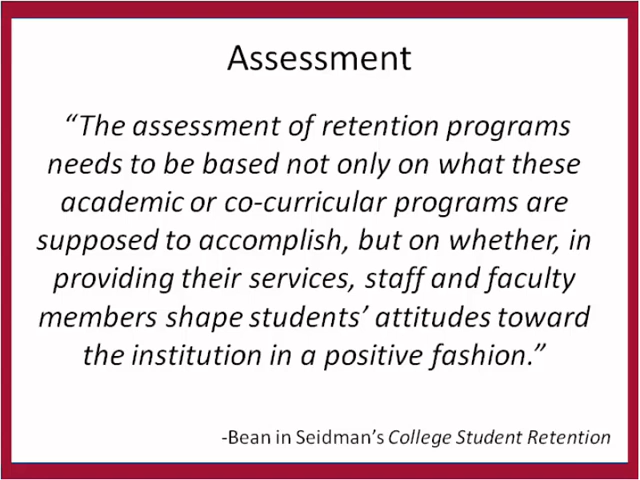 Assessment
“The assessment of retention programs
needs to be based not only on what these
academic or co-curricular programs are
supposed to accomplish, but on whether, in
providing their services, staff and faculty
members shape students’ attitudes toward
the institution in a positive fashion.”
-Bean in Seidman’s College Student Retention